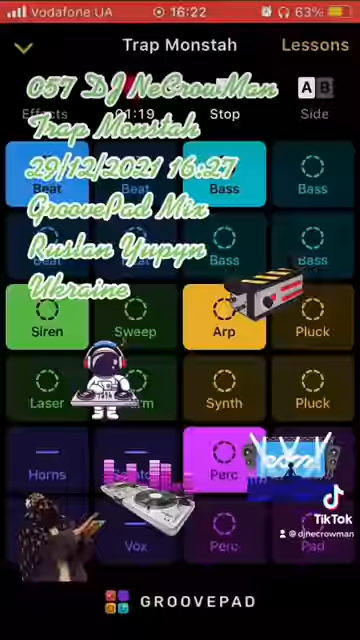 Vodafone UA 16:22 63%
Trap Monstah Lessons
057 DJ NeCrowMan
Effects 01:19 Stop A B Side
Trap Monstah
29/12/2021 16:27
Beat Beat Bass Bass
GroovePad Mix
Ruslan Yupyn
Beat Beat Bass Bass
Ukraine
Siren Sweep Arp Pluck
Laser Synth Pluck
Horns Perc
Vox Perc Pad
TikTok
@djnecrowman
GROOVEPAD